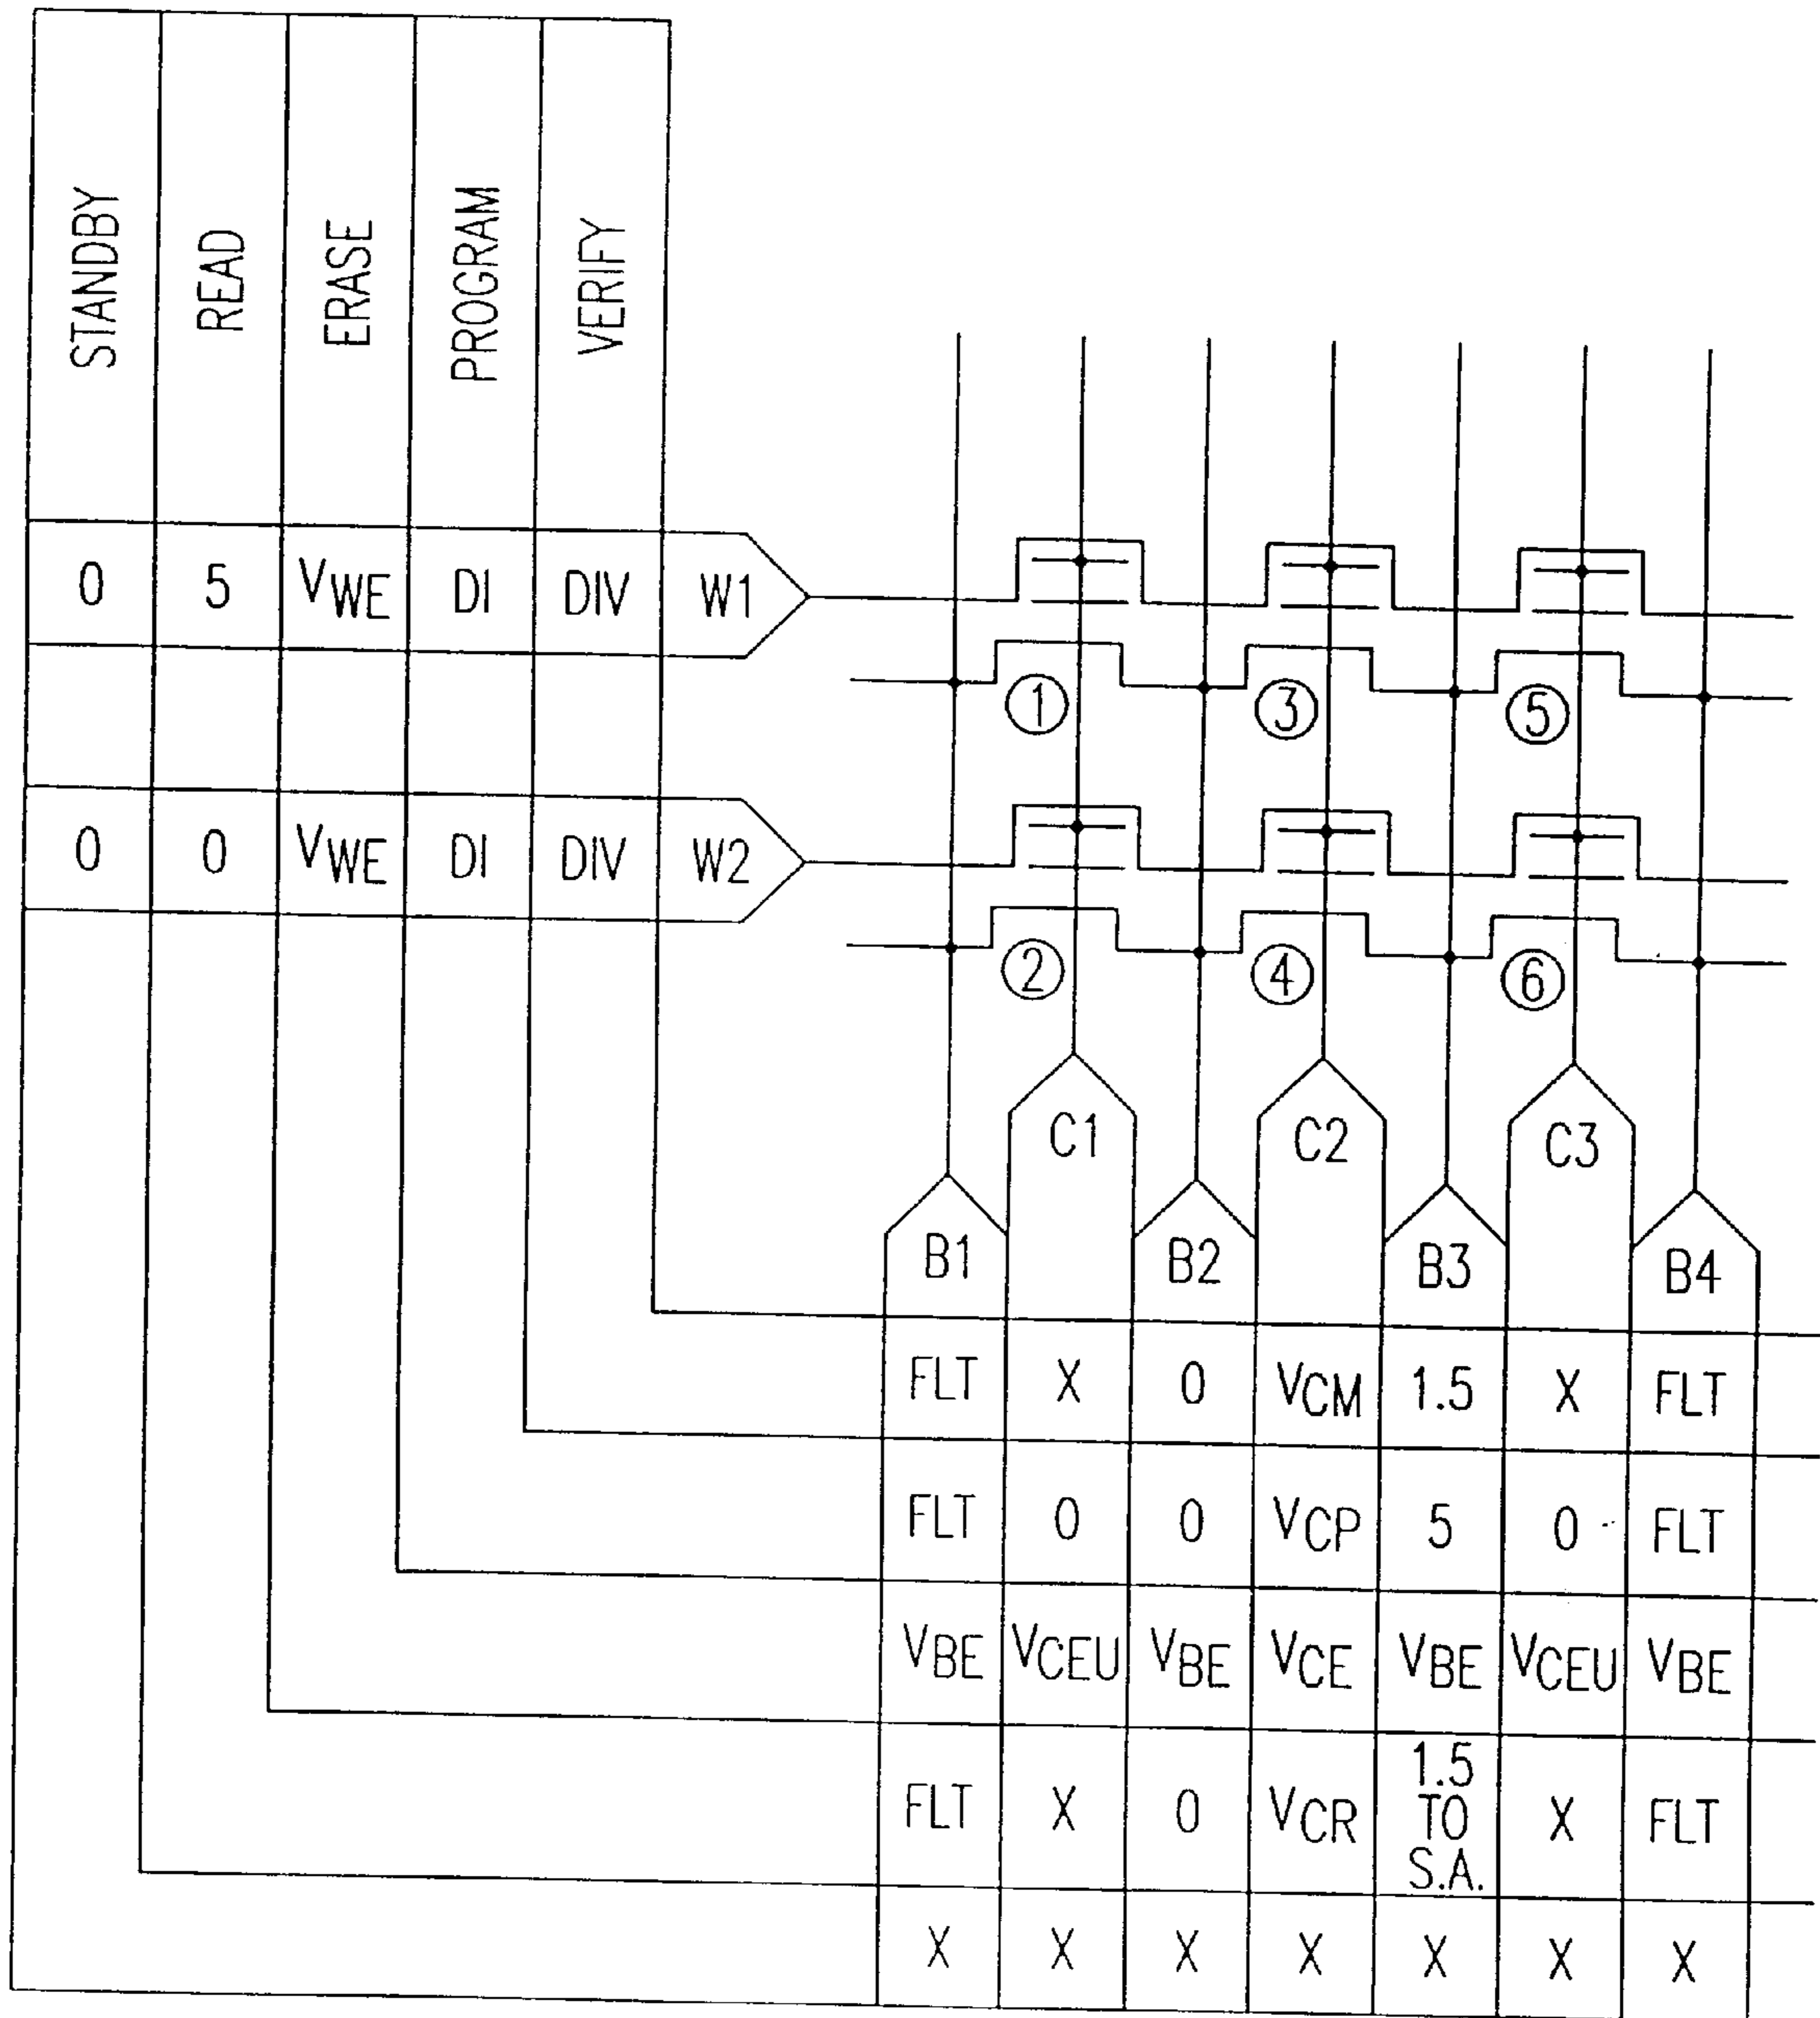 STANDBY
READ
ERASE
PROGRAM
VERIFY
0 5 VWE DI DIV W1
1 3 5
0 0 VWE DI DIV W2
2 4 6
C1 C2 C3
B1 B2 B3 B4
FLT X 0 VCM 1.5 X FLT
FLT 0 0 VCP 5 0 FLT
VBE VCEU VBE VCE VBE VCEU VBE
FLT X 0 VCR 1.5 TO S.A. X FLT
X X X X X X X